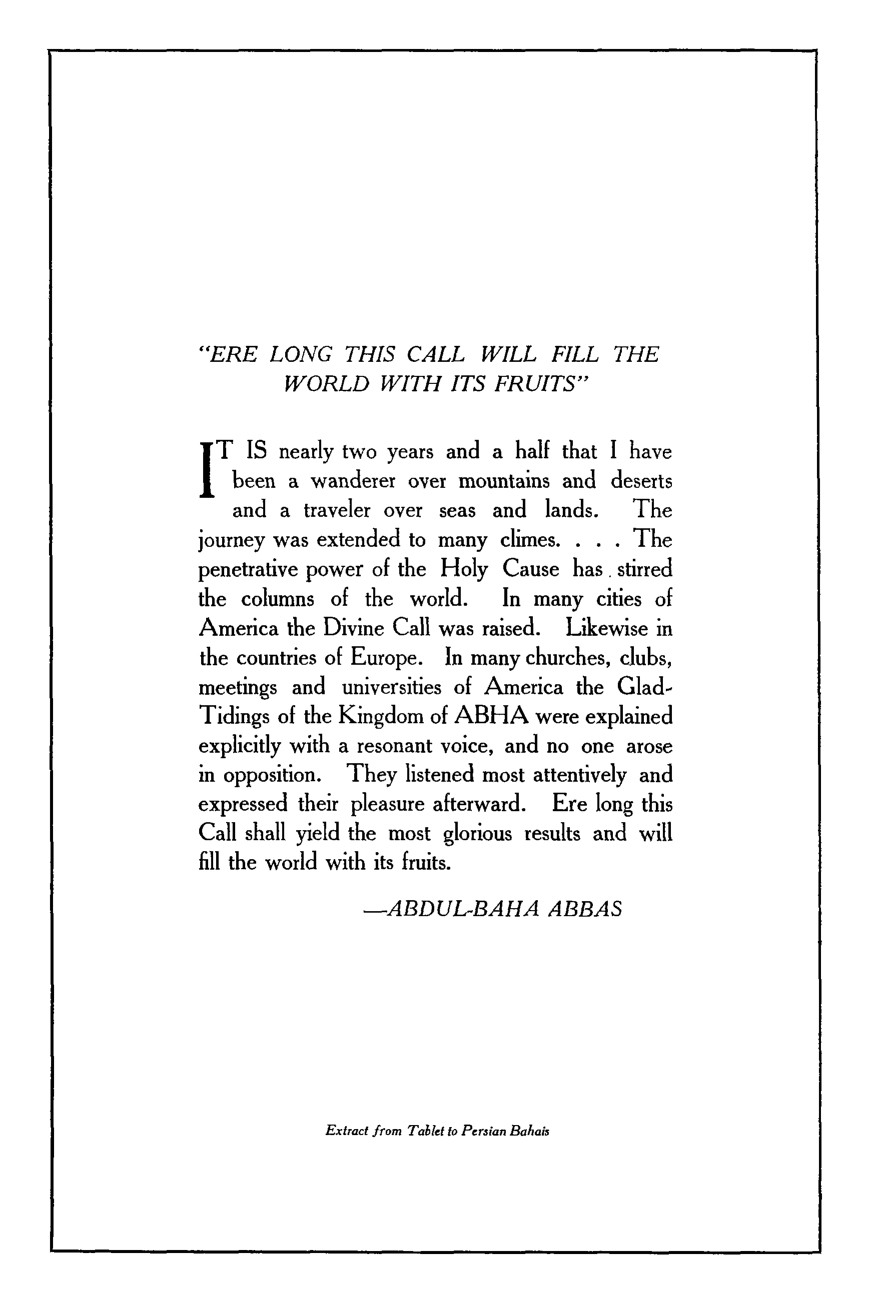 “ERE LONG THIS CALL WILL FILL THE
WORLD WITH ITS FRUITS”
IT IS nearly two years and a half that I have
been a wanderer over mountains and deserts
and a traveler over seas and lands. The
journey was extended to many climes. . . . The
penetrative power of the Holy Cause has . stirred
the columns of the world. In many cities of
America the Divine Call was raised. Likewise in
the countries of Europe. In many churches, clubs,
meetings and universities of America the Glad-
Tidings of the Kingdom of ABHA were explained
explicitly with a resonant voice, and no one arose
in opposition. They listened most attentively and
expressed their pleasure afterward. Ere long this
Call shall yield the most glorious results and will
fill the world with its fruits.
—ABDUL-BAHA ABBAS
Extract from Tablet to Persian Bahais